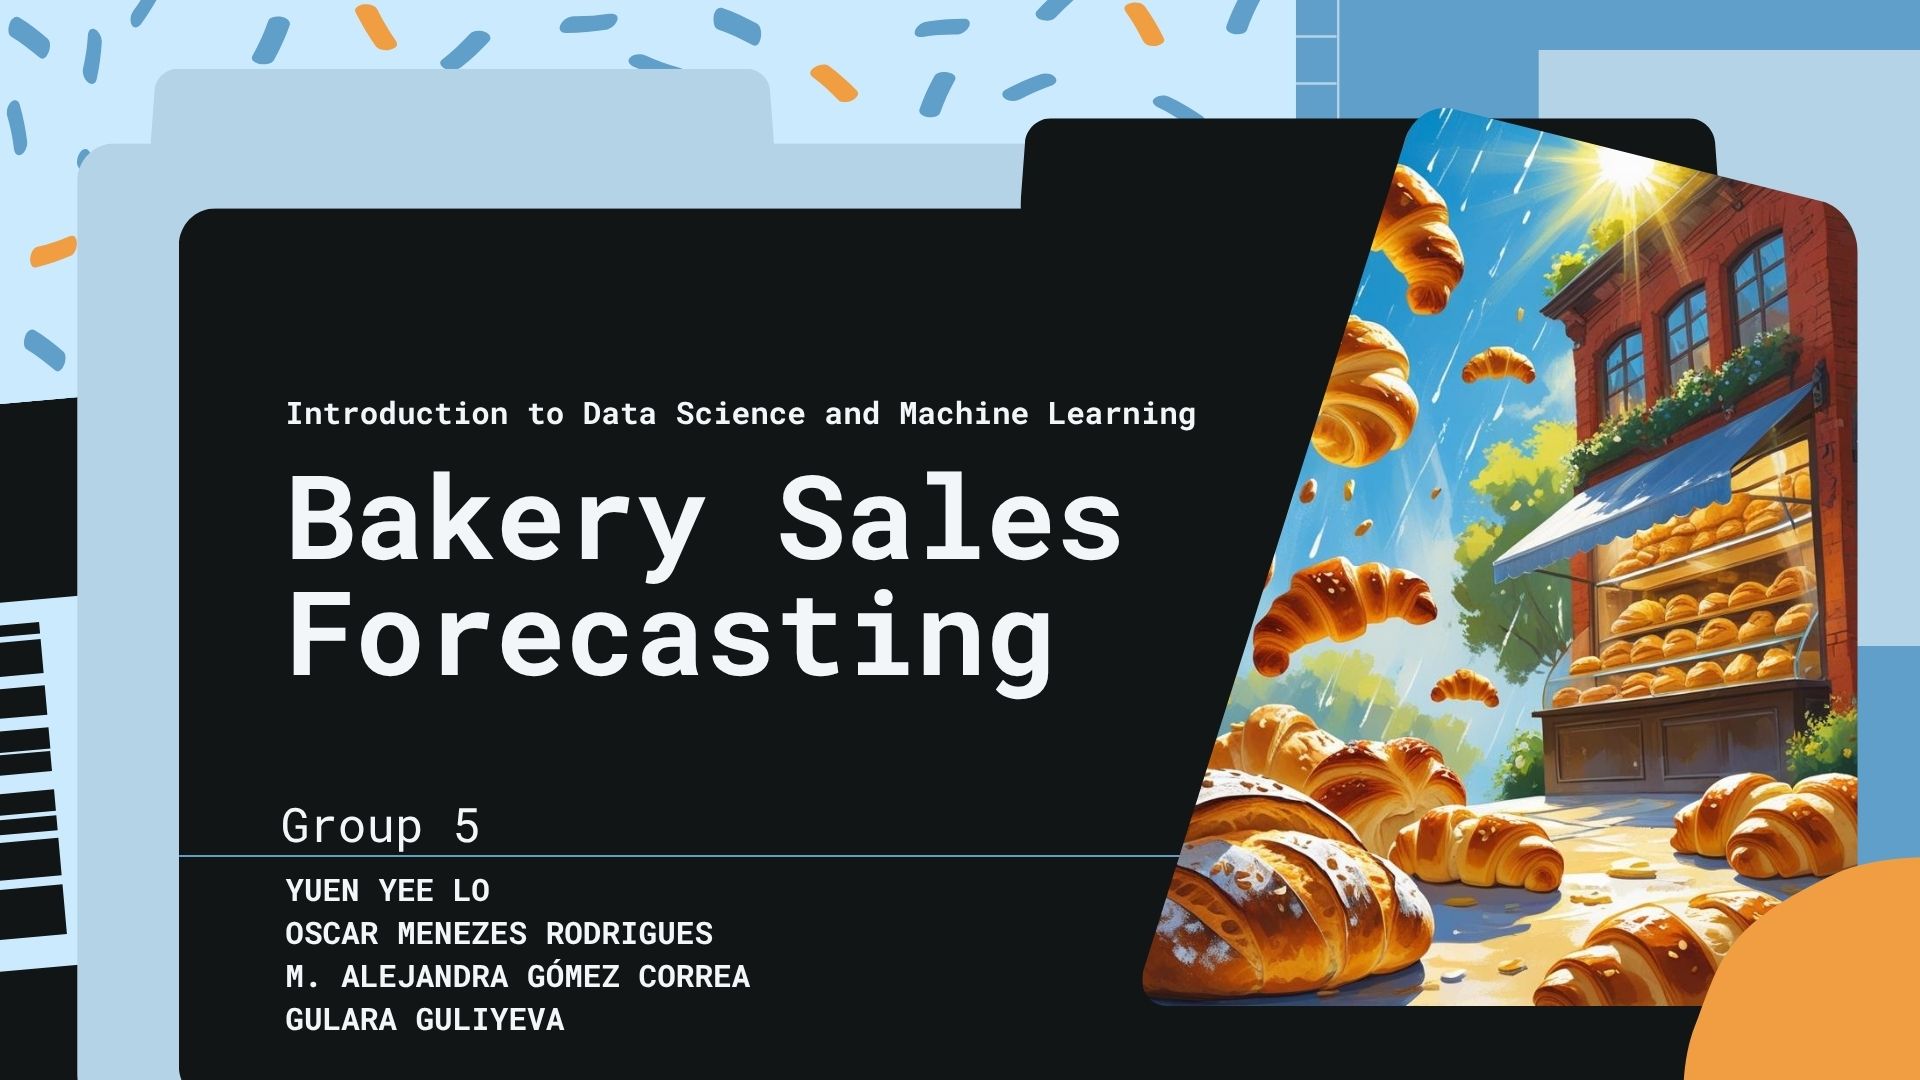 Introduction to Data Science and Machine Learning
Bakery Sales
Forecasting
Group 5
YUEN YEE LO
OSCAR MENEZES RODRIGUES
M. ALEJANDRA GÓMEZ CORREA
GULARA GULIYEVA